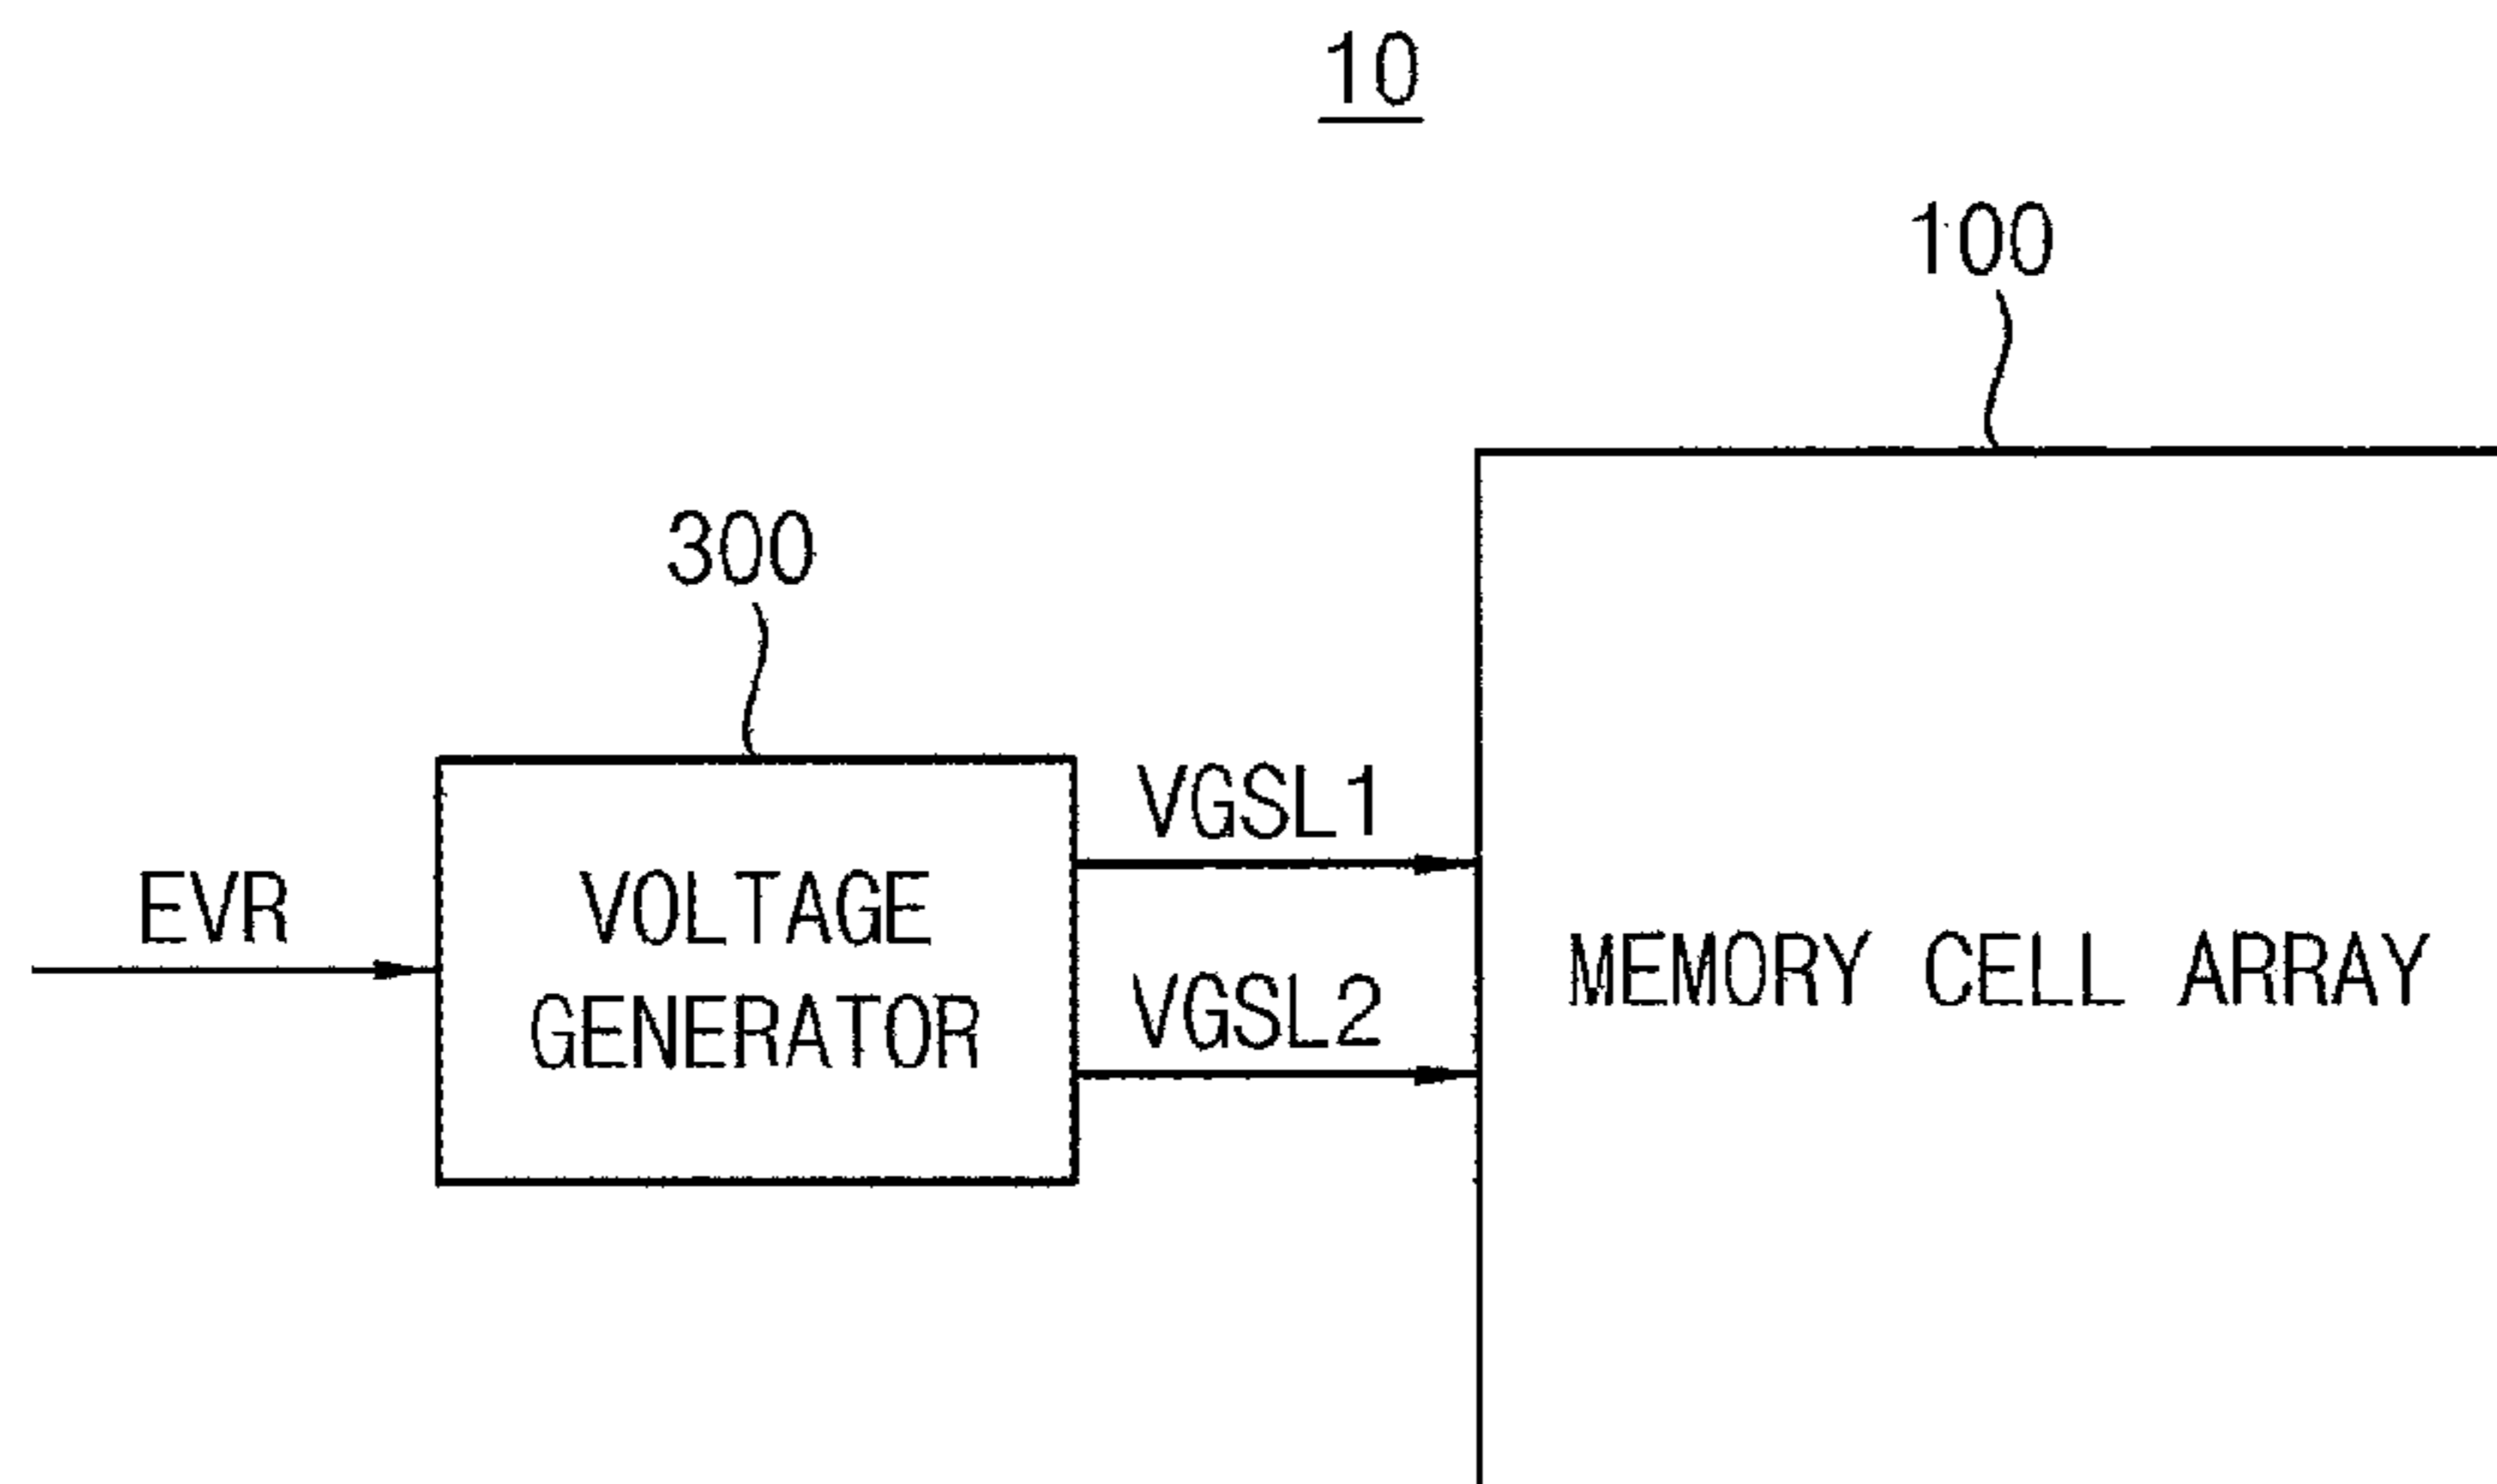 10
100
300
VGSL1
EVR
VOLTAGE
GENERATOR
VGSL2
MEMORY CELL ARRAY